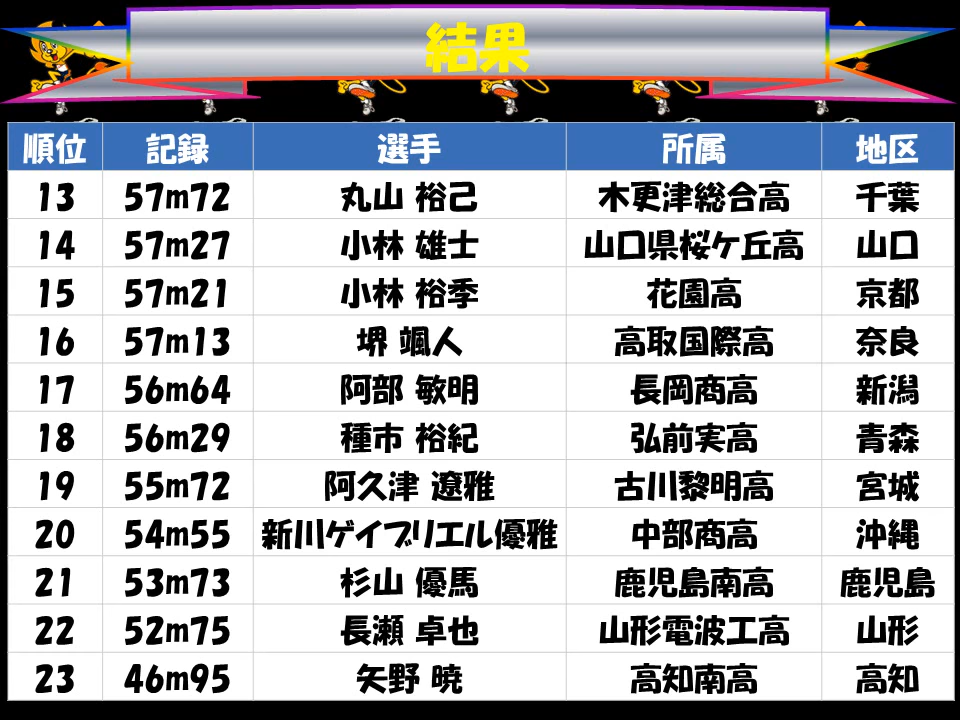 結果
順位 記録 選手 所属 地区
13 57m72 丸山 裕己 木更津総合高 千葉
14 57m27 小林 雄士 山口県桜ケ丘高 山口
15 57m21 小林 裕季 花園高 京都
16 57m13 堺 颯人 高取国際高 奈良
17 56m64 阿部 敏明 長岡商高 新潟
18 56m29 種市 裕紀 弘前実高 青森
19 55m72 阿久津 遼雅 古川黎明高 宮城
20 54m55 新川ゲイブリエル優雅 中部商高 沖縄
21 53m73 杉山 優馬 鹿児島南高 鹿児島
22 52m75 長瀬 卓也 山形電波工高 山形
23 46m95 矢野 暁 高知南高 高知